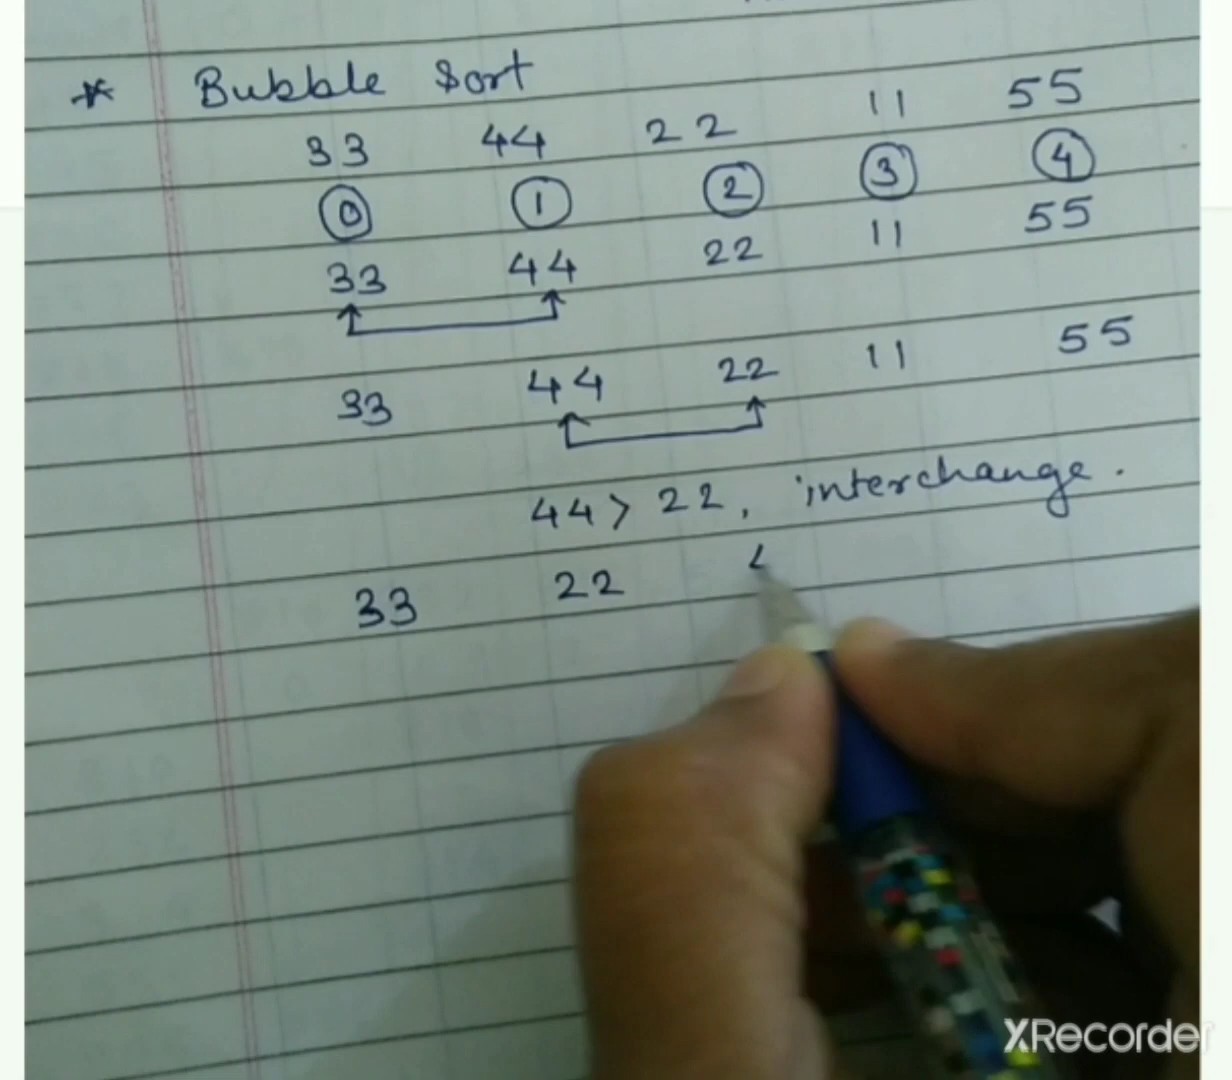 * Bubble Sort
33 44 22 11 55
0 1 2 3 4
33 44 22 11 55
33 44 22 11 55
44 > 22, interchange.
33 22 4
XRecorder